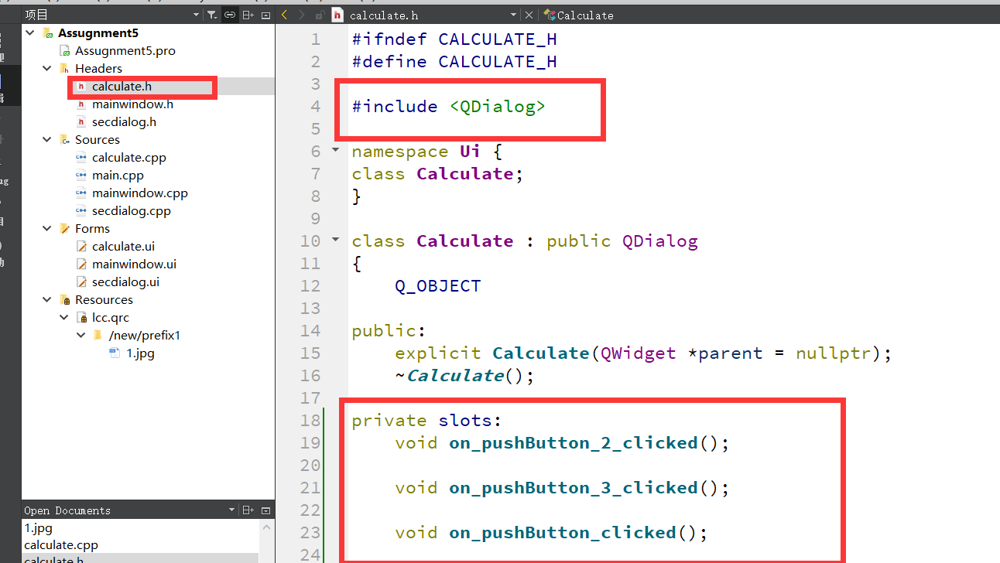 项目
calculate.h
Calculate
Assugnment5
Assugnment5.pro
Headers
calculate.h
mainwindow.h
secdialog.h
Sources
calculate.cpp
main.cpp
mainwindow.cpp
secdialog.cpp
Forms
calculate.ui
mainwindow.ui
secdialog.ui
Resources
lcc.qrc
/new/prefix1
1.jpg
Open Documents
1.jpg
calculate.cpp
calculate.h
1 #ifndef CALCULATE_H
2 #define CALCULATE_H
3
4 #include <QDialog>
5
6 namespace Ui {
7 class Calculate;
8 }
9
10 class Calculate : public QDialog
11 {
12 Q_OBJECT
13
14 public:
15 explicit Calculate(QWidget *parent = nullptr);
16 ~Calculate();
17
18 private slots:
19 void on_pushButton_2_clicked();
20
21 void on_pushButton_3_clicked();
22
23 void on_pushButton_clicked();
24